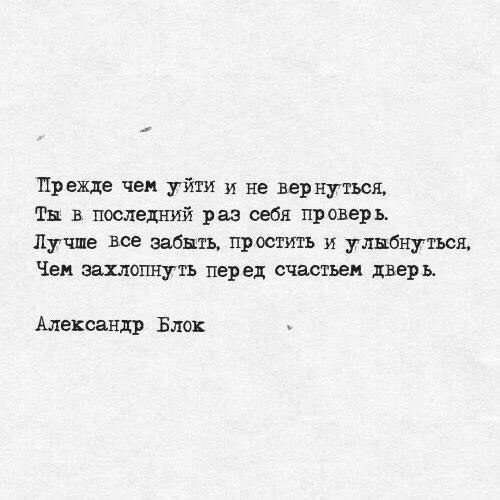 Прежде чем уйти и не вернуться,
Ты в последний раз себя проверь.
Лучше все забыть, простить и улыбнуться,
Чем захлопнуть перед счастьем дверь.
Александр Блок